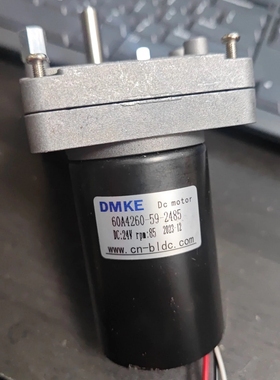 DMKE Dc motor
60A4260-59-2485
DC:24V rpm:85 2023 12
www.cn-bldc.com